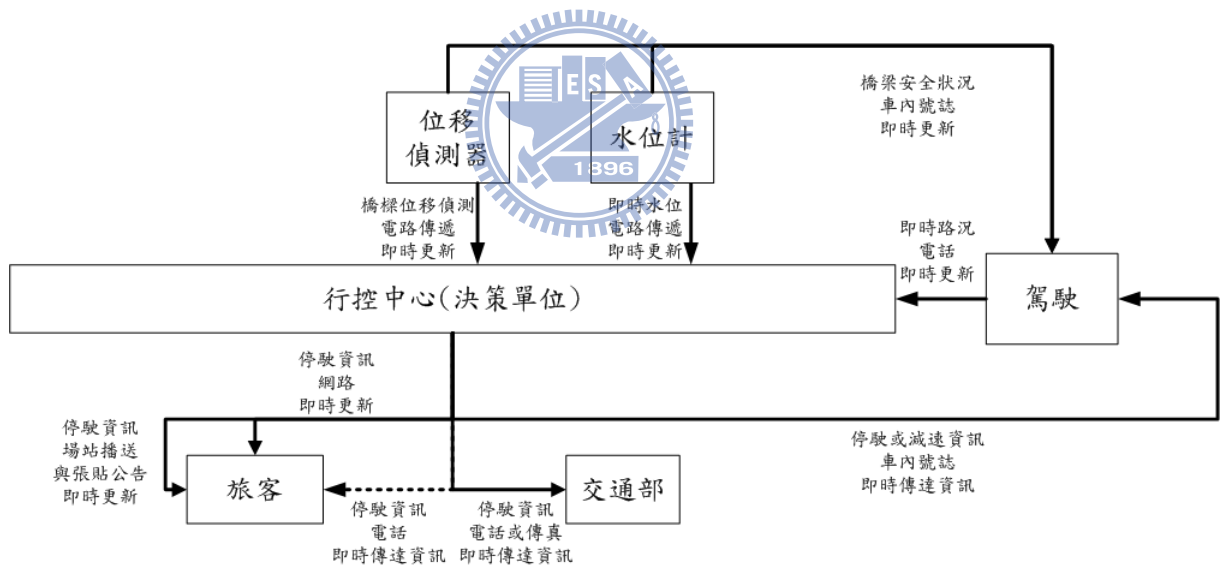 E S A
1896
位移
偵測器
水位計
橋梁安全狀況
車內號誌
即時更新
橋樑位移偵測
電路傳遞
即時更新
即時水位
電路傳遞
即時更新
即時路況
電話
即時更新
行控中心(決策單位)
駕駛
停駛資訊
網路
即時更新
停駛資訊
場站播送
與張貼公告
即時更新
停駛或減速資訊
車內號誌
即時傳達資訊
旅客
交通部
停駛資訊
電話
即時傳達資訊
停駛資訊
電話或傳真
即時傳達資訊